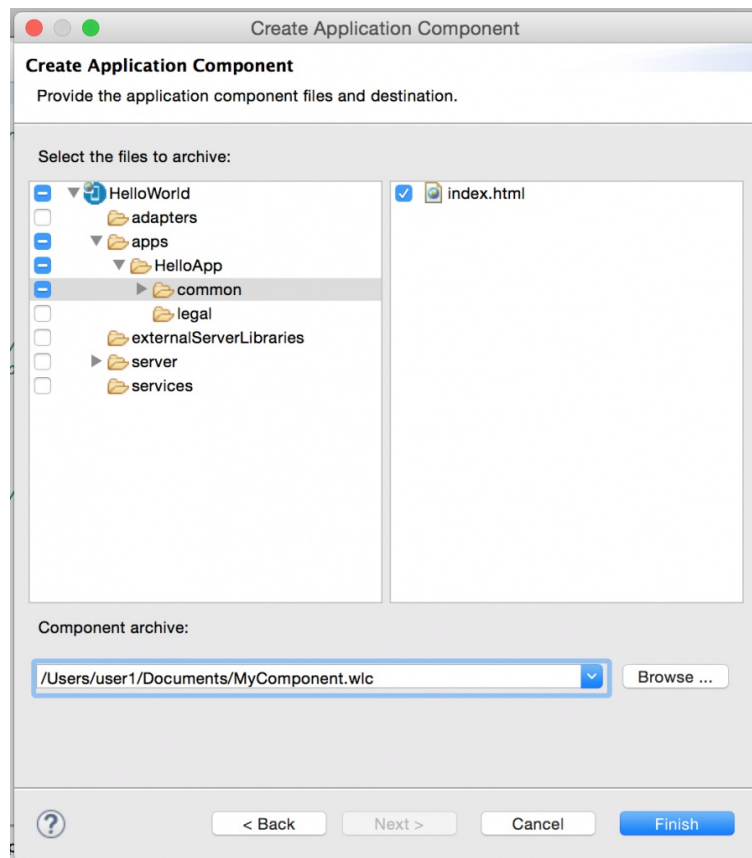 Create Application Component
Create Application Component
Provide the application component files and destination.
Select the files to archive:
HelloWorld
adapters
apps
HelloApp
common
legal
externalServerLibraries
server
services
index.html
Component archive:
/Users/user1/Documents/MyComponent.wlc
Browse ...
?
< Back
Next >
Cancel
Finish